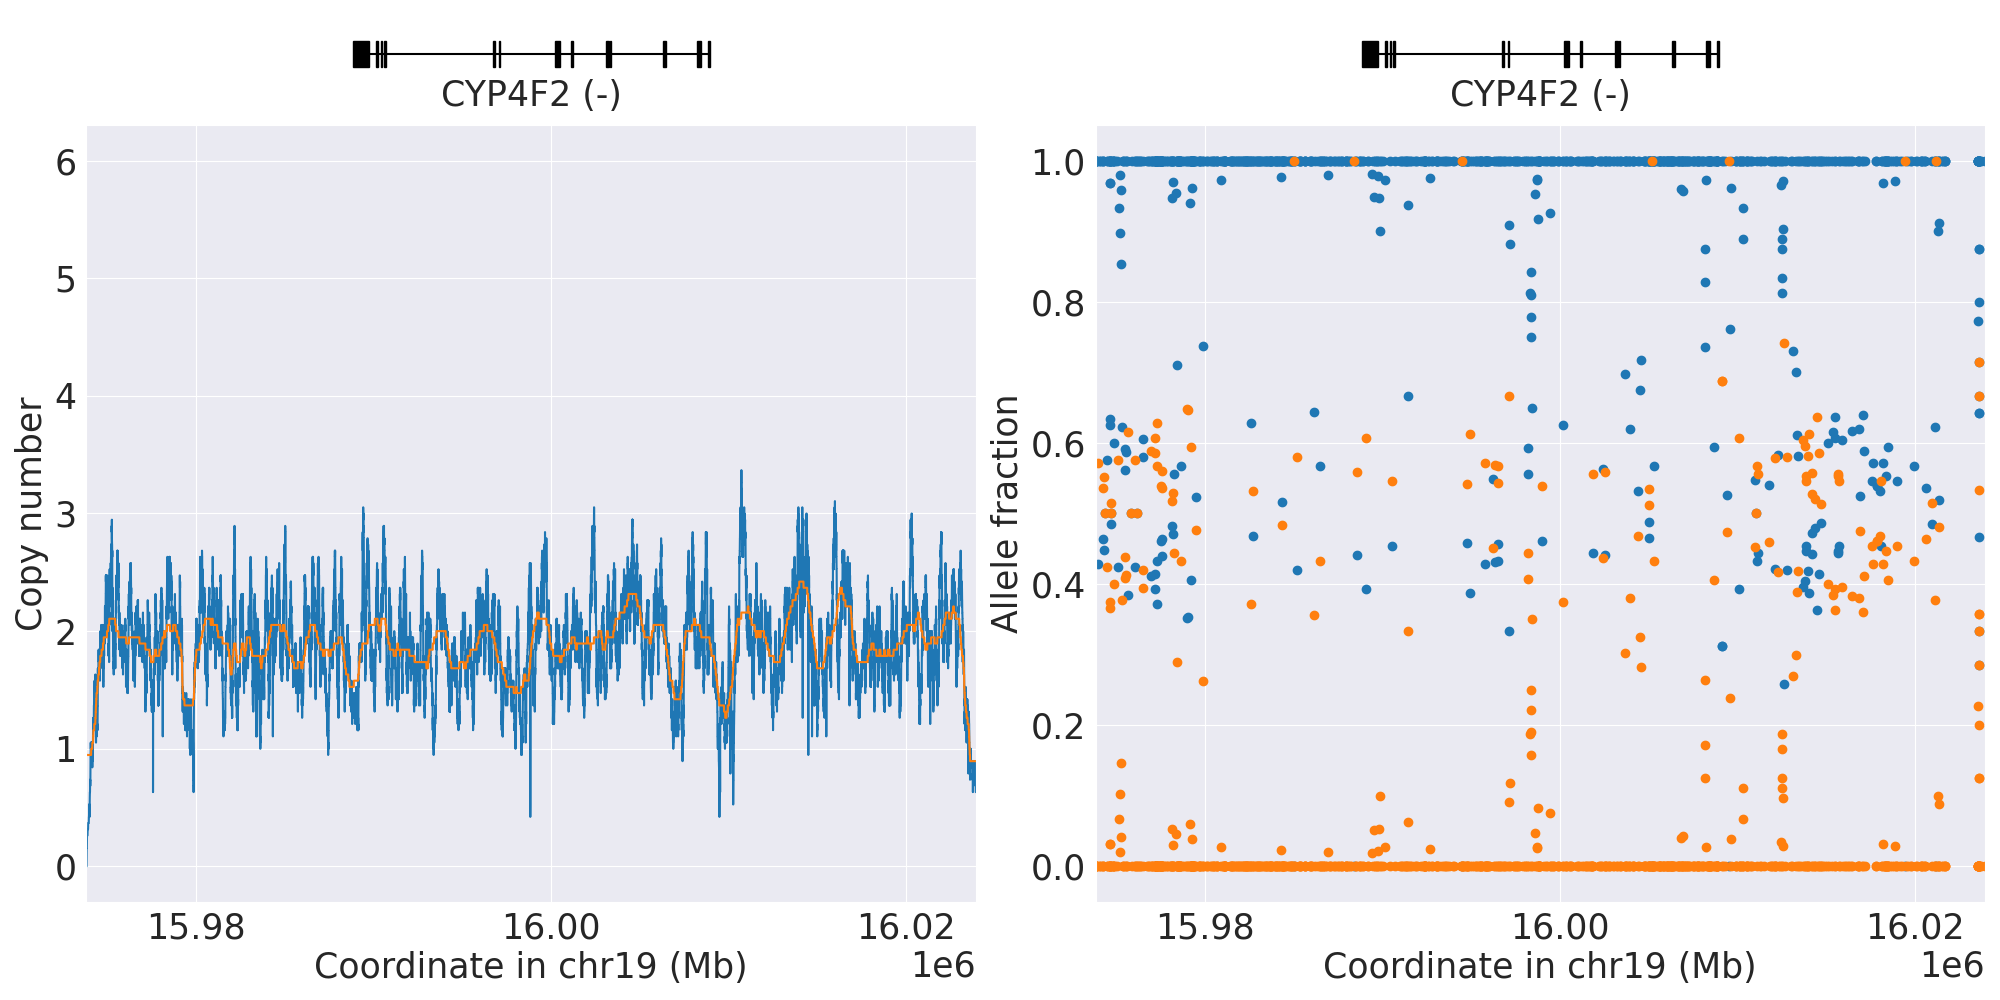 CYP4F2 (-)
6
5
4
3
2
1
0
Copy number
15.98
16.00
16.02
Coordinate in chr19 (Mb)
1e6
CYP4F2 (-)
1.0
0.8
0.6
0.4
0.2
0.0
Allele fraction
15.98
16.00
16.02
Coordinate in chr19 (Mb)
1e6